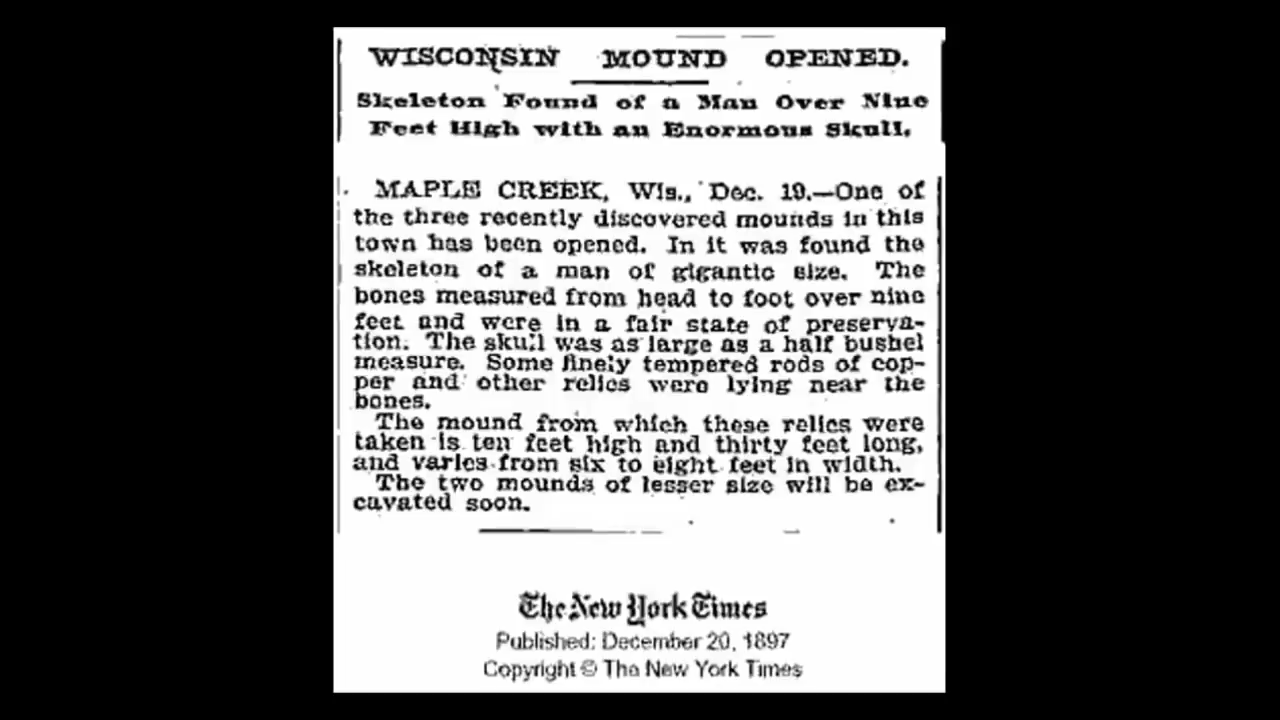 WISCONSIN MOUND OPENED.
Skeleton Found of a Man Over Nine
Feet High with an Enormous Skull.
MAPLE CREEK, Wis., Dec. 19.—One of
the three recently discovered mounds in this
town has been opened. In it was found the
skeleton of a man of gigantic size. The
bones measured from head to foot over nine
feet and were in a fair state of preserva-
tion. The skull was as large as a half bushel
measure. Some finely tempered rods of cop-
per and other relics were lying near the
bones.
The mound from which these relics were
taken is ten feet high and thirty feet long,
and varies from six to eight feet in width.
The two mounds of lesser size will be ex-
cavated soon.
The New York Times
Published: December 20, 1897
Copyright © The New York Times